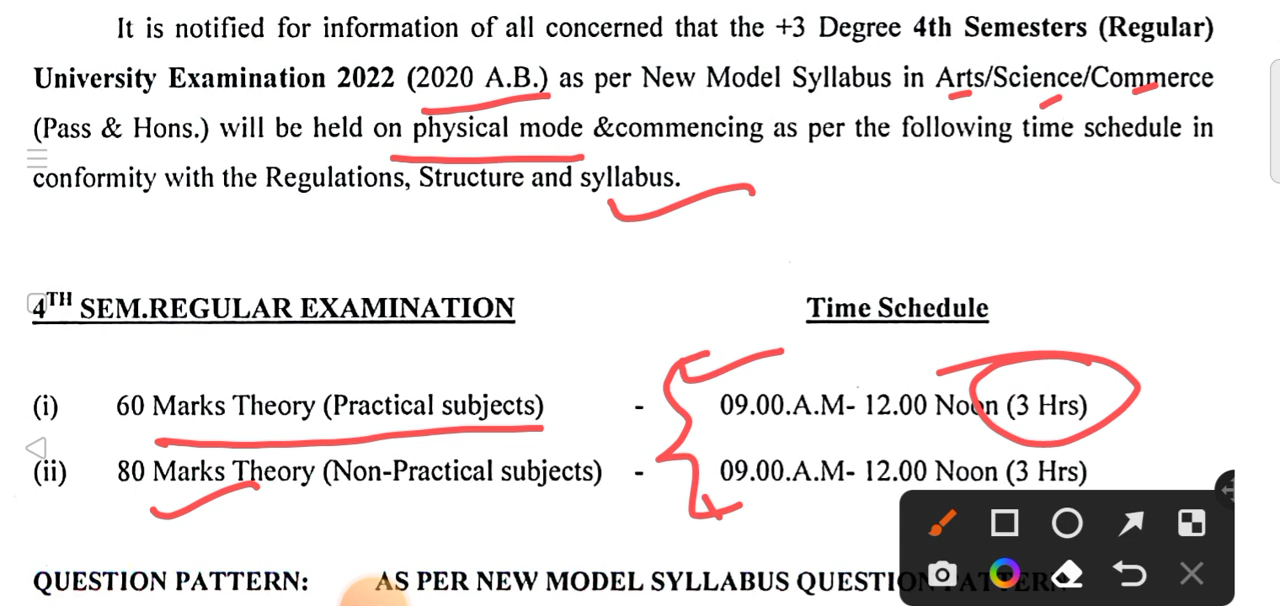 It is notified for information of all concerned that the +3 Degree 4th Semesters (Regular)
University Examination 2022 (2020 A.B.) as per New Model Syllabus in Arts/Science/Commerce
(Pass & Hons.) will be held on physical mode &commencing as per the following time schedule in
conformity with the Regulations, Structure and syllabus.
4TH SEM.REGULAR EXAMINATION Time Schedule
(i) 60 Marks Theory (Practical subjects) - 09.00.A.M- 12.00 Noon (3 Hrs)
(ii) 80 Marks Theory (Non-Practical subjects) - 09.00.A.M- 12.00 Noon (3 Hrs)
QUESTION PATTERN: AS PER NEW MODEL SYLLABUS